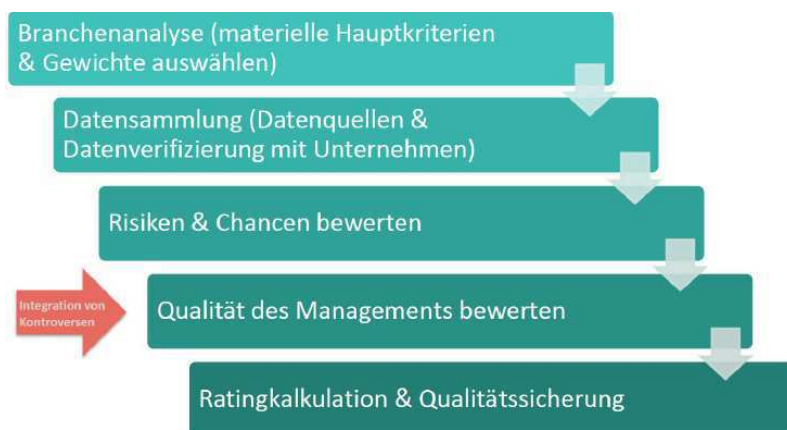 Branchenanalyse (materielle Hauptkriterien
& Gewichte auswählen)
Datensammlung (Datenquellen &
Datenverifizierung mit Unternehmen)
Risiken & Chancen bewerten
Integration von
Kontroversen
Qualität des Managements bewerten
Ratingkalkulation & Qualitätssicherung